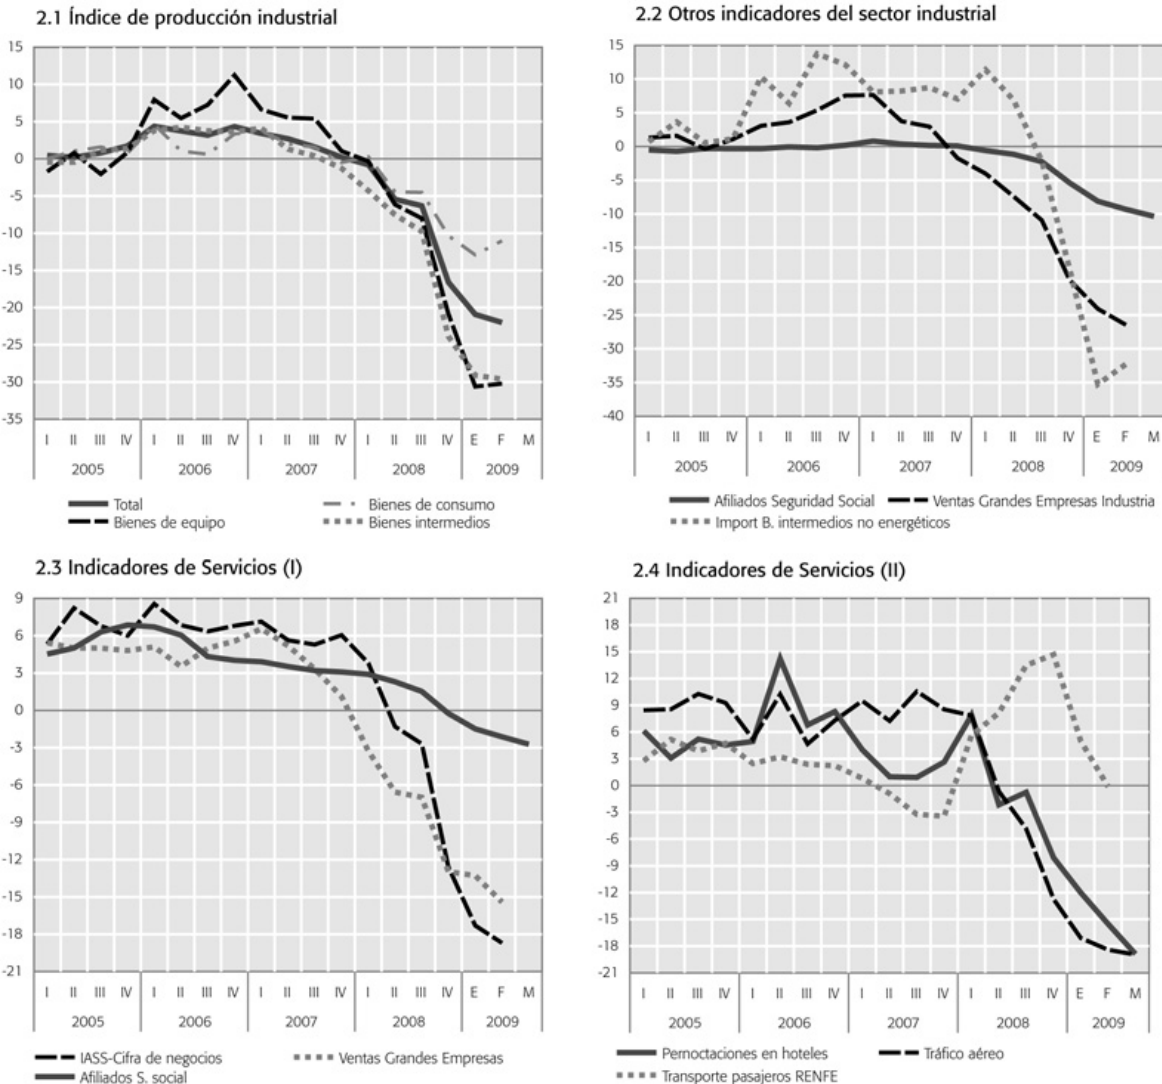 2.1 Índice de producción industrial
15
10
5
0
-5
-10
-15
-20
-25
-30
-35
I II III IV I II III IV I II III IV I II III IV E F M
2005 2006 2007 2008 2009
Total
Bienes de consumo
Bienes de equipo
Bienes intermedios
2.2 Otros indicadores del sector industrial
15
10
5
0
-5
-10
-15
-20
-25
-30
-35
-40
I II III IV I II III IV I II III IV I II III IV E F M
2005 2006 2007 2008 2009
Afiliados Seguridad Social
Ventas Grandes Empresas Industria
Import B. intermedios no energéticos
2.3 Indicadores de Servicios (I)
9
6
3
0
-3
-6
-9
-12
-15
-18
-21
I II III IV I II III IV I II III IV I II III IV E F M
2005 2006 2007 2008 2009
IASS-Cifra de negocios
Ventas Grandes Empresas
Afiliados S. social
2.4 Indicadores de Servicios (II)
21
18
15
12
9
6
3
0
-3
-6
-9
-12
-15
-18
-21
I II III IV I II III IV I II III IV I II III IV E F M
2005 2006 2007 2008 2009
Pernoctaciones en hoteles
Tráfico aéreo
Transporte pasajeros RENFE